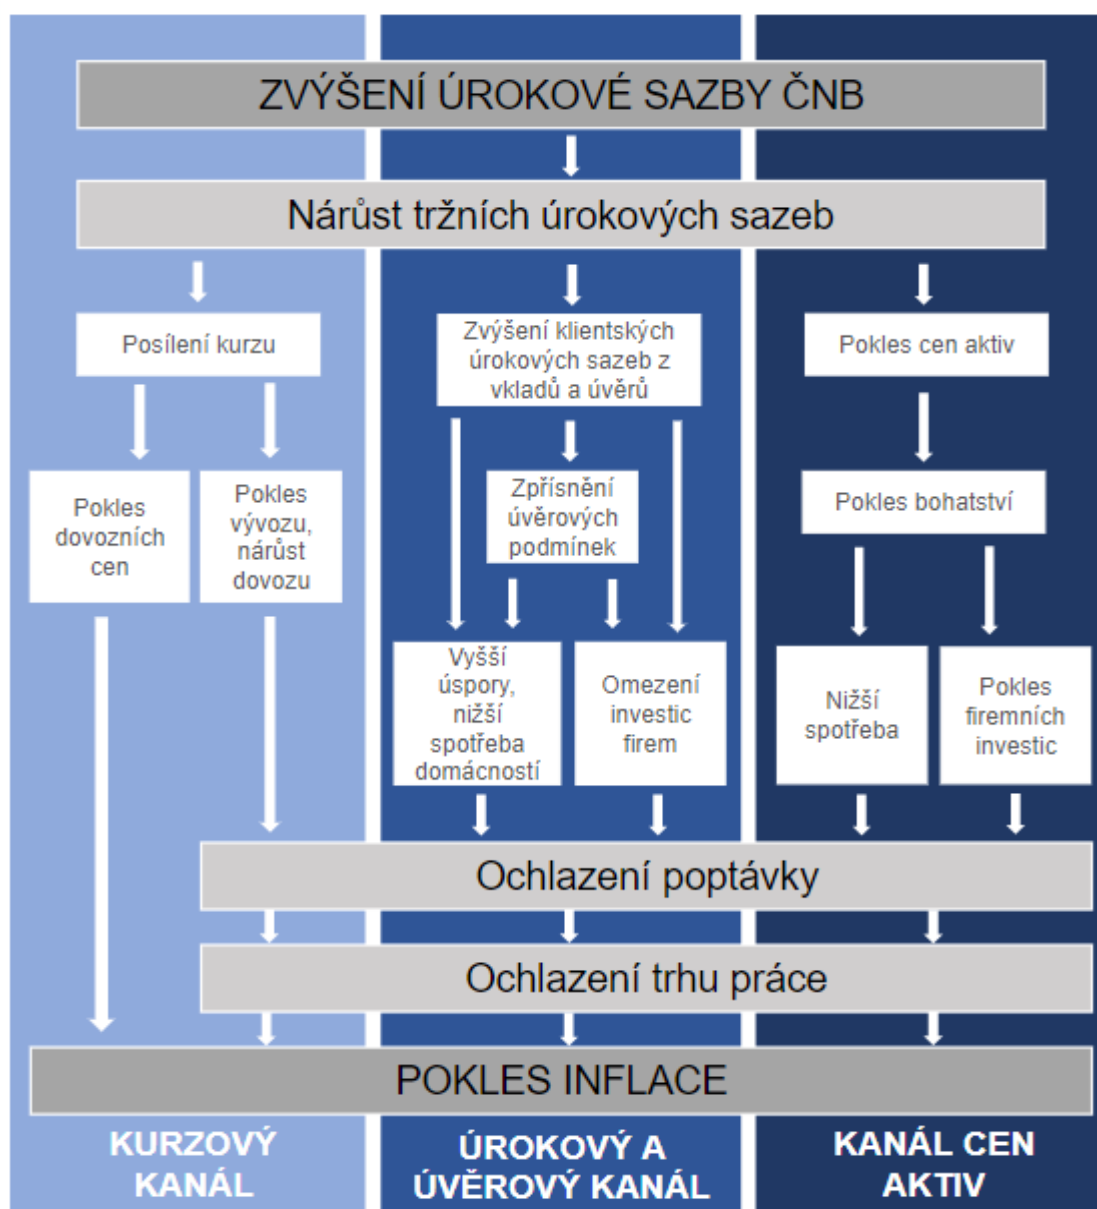 ZVÝŠENÍ ÚROKOVÉ SAZBY ČNB
Nárůst tržních úrokových sazeb
Posílení kurzu
Zvýšení klientských
úrokových sazeb z
vkladů a úvěrů
Pokles cen aktiv
Pokles
dovozních
cen
Pokles
vývozu,
nárůst
dovozu
Zpřísnění
úvěrových
podmínek
Pokles bohatství
Vyšší
úspory,
nižší
spotřeba
domácností
Omezení
investic
firem
Nižší
spotřeba
Pokles
firemních
investic
Ochlazení poptávky
Ochlazení trhu práce
POKLES INFLACE
KURZOVÝ
KANÁL
ÚROKOVÝ A
ÚVĚROVÝ KANÁL
KANÁL CEN
AKTIV